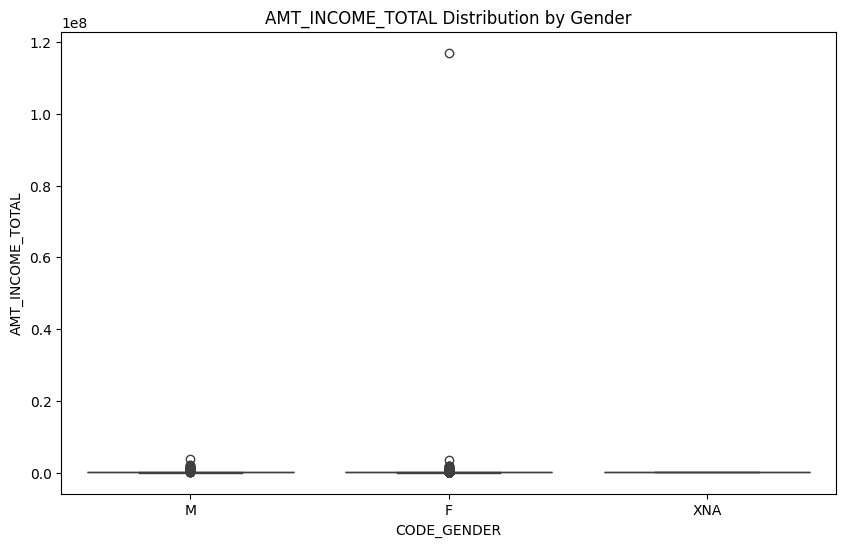 AMT_INCOME_TOTAL Distribution by Gender
1e8
1.2
1.0
0.8
0.6
0.4
0.2
0.0
AMT_INCOME_TOTAL
M F XNA
CODE_GENDER